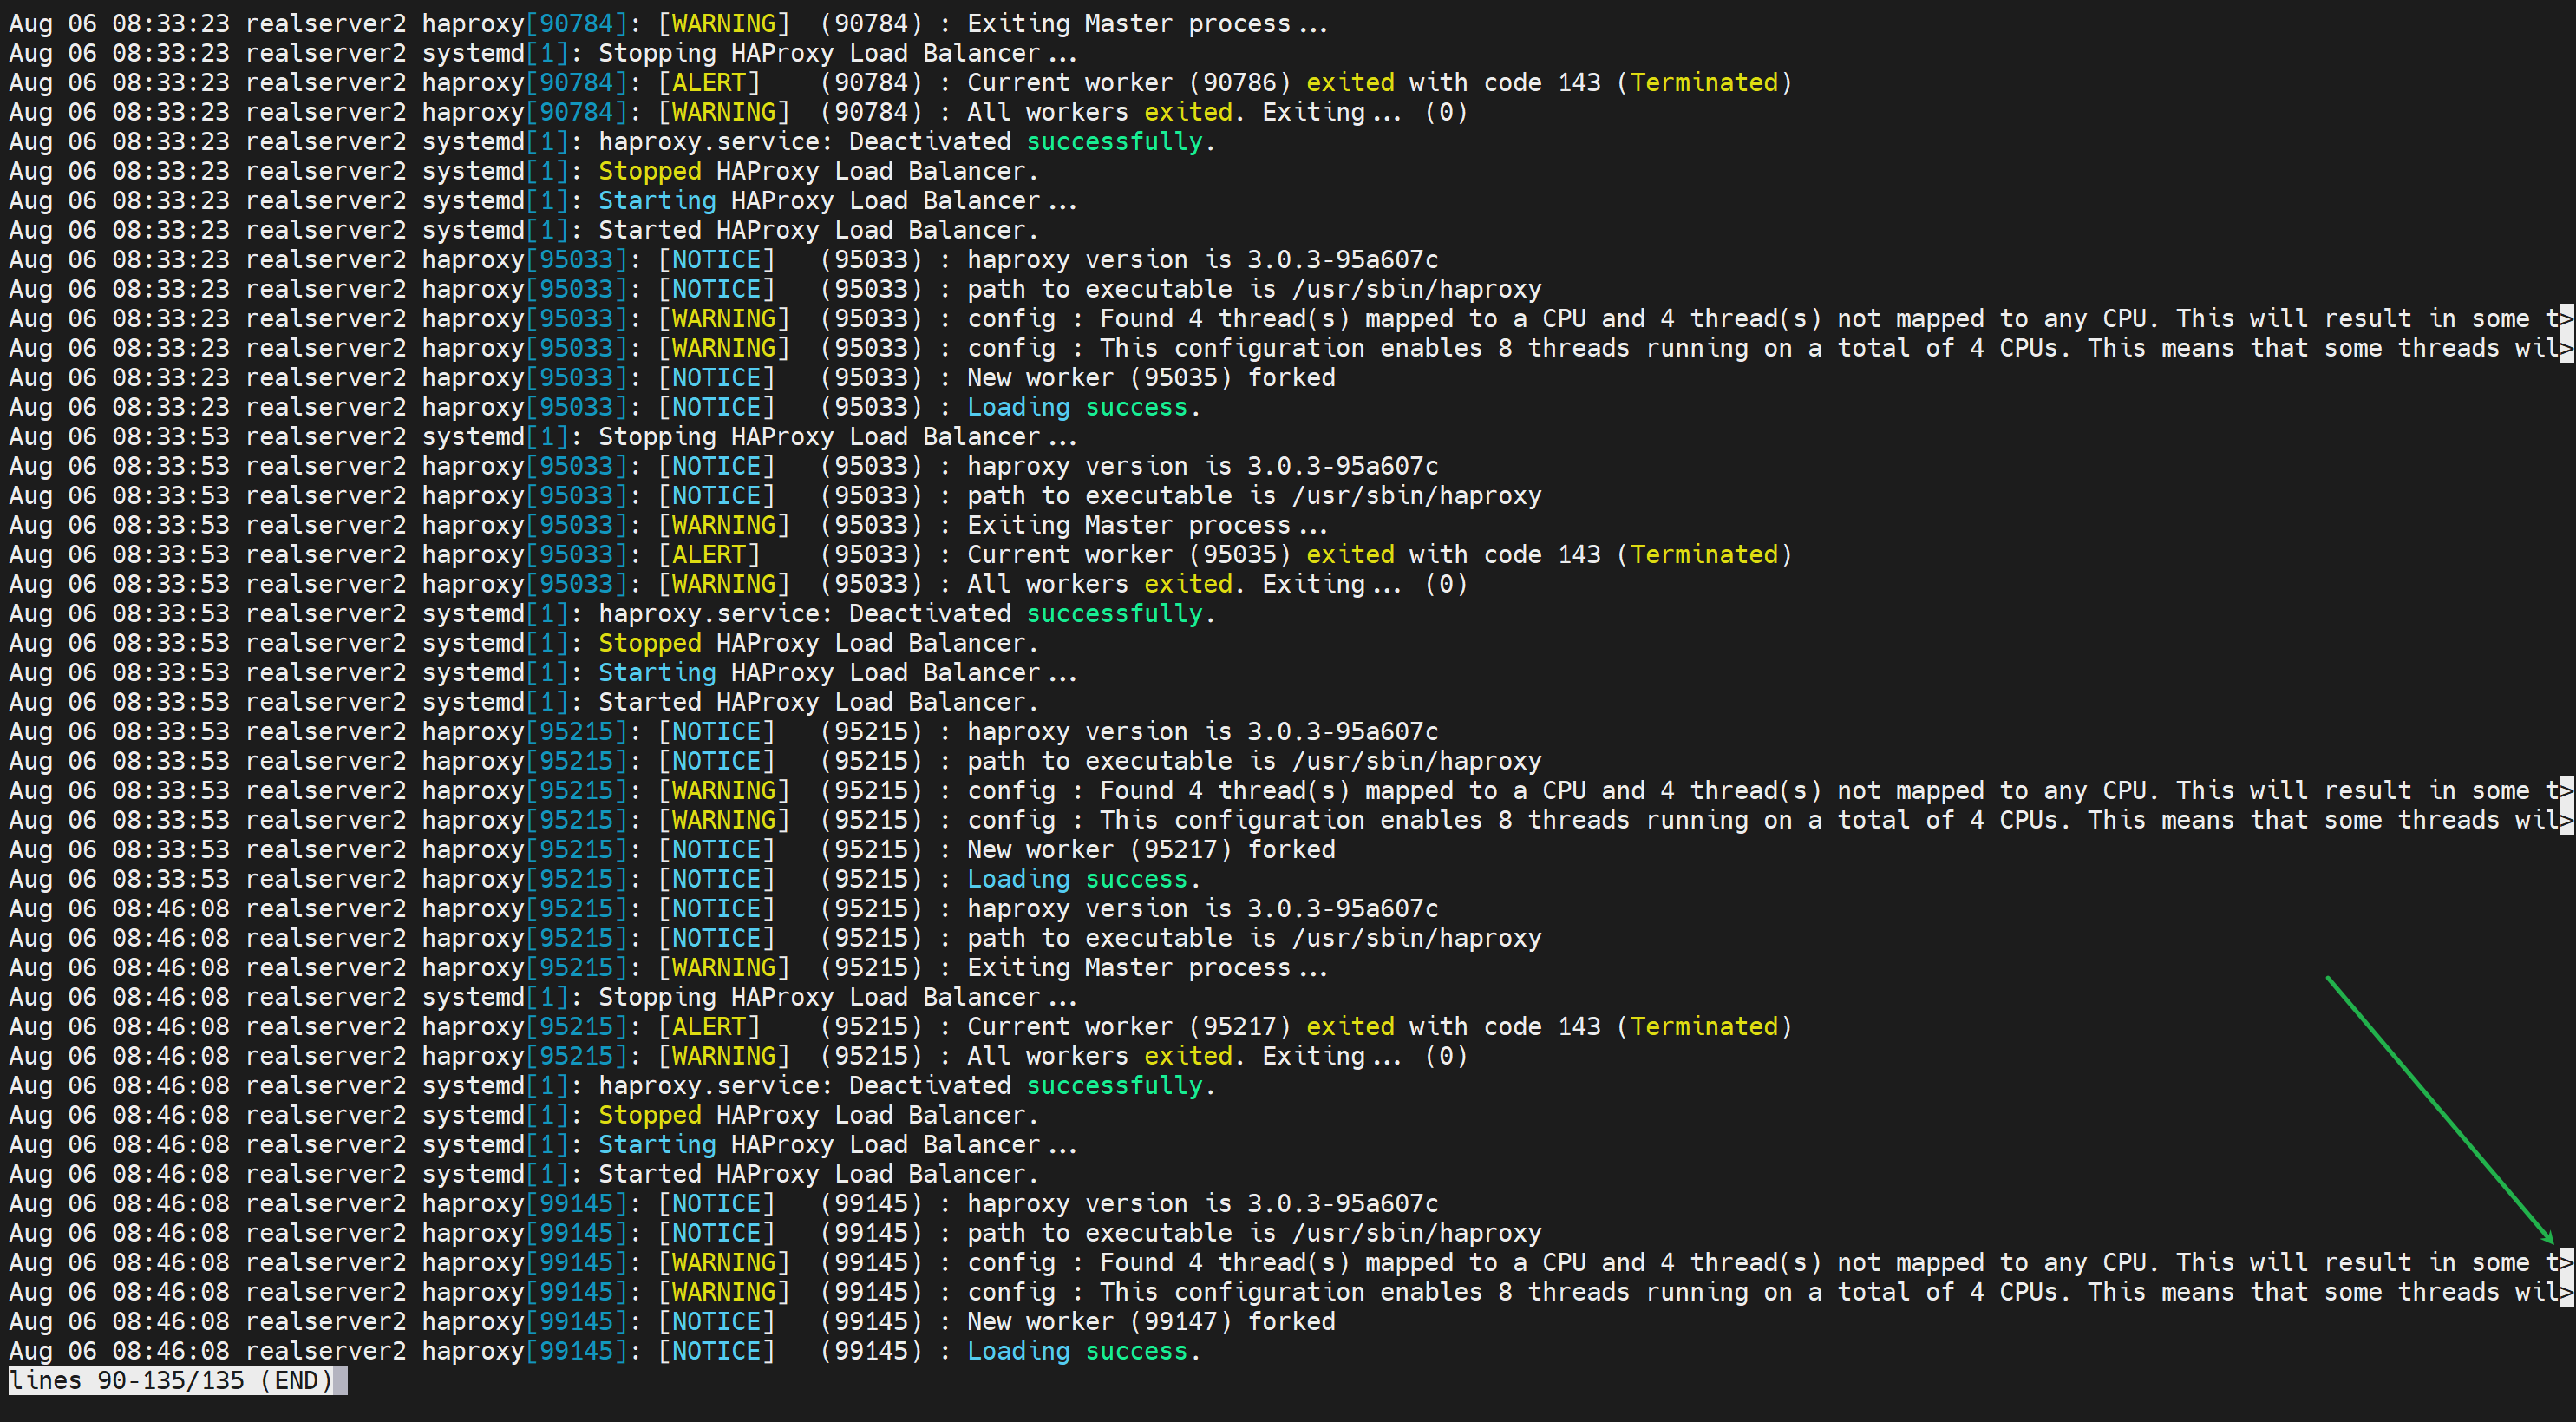 Aug 06 08:33:23 realserver2 haproxy[90784]: [WARNING]  (90784) : Exiting Master process...
Aug 06 08:33:23 realserver2 systemd[1]: Stopping HAProxy Load Balancer...
Aug 06 08:33:23 realserver2 haproxy[90784]: [ALERT]    (90784) : Current worker (90786) exited with code 143 (Terminated)
Aug 06 08:33:23 realserver2 haproxy[90784]: [WARNING]  (90784) : All workers exited. Exiting... (0)
Aug 06 08:33:23 realserver2 systemd[1]: haproxy.service: Deactivated successfully.
Aug 06 08:33:23 realserver2 systemd[1]: Stopped HAProxy Load Balancer.
Aug 06 08:33:23 realserver2 systemd[1]: Starting HAProxy Load Balancer...
Aug 06 08:33:23 realserver2 systemd[1]: Started HAProxy Load Balancer.
Aug 06 08:33:23 realserver2 haproxy[95033]: [NOTICE]   (95033) : haproxy version is 3.0.3-95a607c
Aug 06 08:33:23 realserver2 haproxy[95033]: [NOTICE]   (95033) : path to executable is /usr/sbin/haproxy
Aug 06 08:33:23 realserver2 haproxy[95033]: [WARNING]  (95033) : config : Found 4 thread(s) mapped to a CPU and 4 thread(s) not mapped to any CPU. This will result in some t>
Aug 06 08:33:23 realserver2 haproxy[95033]: [WARNING]  (95033) : config : This configuration enables 8 threads running on a total of 4 CPUs. This means that some threads wil>
Aug 06 08:33:23 realserver2 haproxy[95033]: [NOTICE]   (95033) : New worker (95035) forked
Aug 06 08:33:23 realserver2 haproxy[95033]: [NOTICE]   (95033) : Loading success.
Aug 06 08:33:53 realserver2 systemd[1]: Stopping HAProxy Load Balancer...
Aug 06 08:33:53 realserver2 haproxy[95033]: [NOTICE]   (95033) : haproxy version is 3.0.3-95a607c
Aug 06 08:33:53 realserver2 haproxy[95033]: [NOTICE]   (95033) : path to executable is /usr/sbin/haproxy
Aug 06 08:33:53 realserver2 haproxy[95033]: [WARNING]  (95033) : Exiting Master process...
Aug 06 08:33:53 realserver2 haproxy[95033]: [ALERT]    (95033) : Current worker (95035) exited with code 143 (Terminated)
Aug 06 08:33:53 realserver2 haproxy[95033]: [WARNING]  (95033) : All workers exited. Exiting... (0)
Aug 06 08:33:53 realserver2 systemd[1]: haproxy.service: Deactivated successfully.
Aug 06 08:33:53 realserver2 systemd[1]: Stopped HAProxy Load Balancer.
Aug 06 08:33:53 realserver2 systemd[1]: Starting HAProxy Load Balancer...
Aug 06 08:33:53 realserver2 systemd[1]: Started HAProxy Load Balancer.
Aug 06 08:33:53 realserver2 haproxy[95215]: [NOTICE]   (95215) : haproxy version is 3.0.3-95a607c
Aug 06 08:33:53 realserver2 haproxy[95215]: [NOTICE]   (95215) : path to executable is /usr/sbin/haproxy
Aug 06 08:33:53 realserver2 haproxy[95215]: [WARNING]  (95215) : config : Found 4 thread(s) mapped to a CPU and 4 thread(s) not mapped to any CPU. This will result in some t>
Aug 06 08:33:53 realserver2 haproxy[95215]: [WARNING]  (95215) : config : This configuration enables 8 threads running on a total of 4 CPUs. This means that some threads wil>
Aug 06 08:33:53 realserver2 haproxy[95215]: [NOTICE]   (95215) : New worker (95217) forked
Aug 06 08:33:53 realserver2 haproxy[95215]: [NOTICE]   (95215) : Loading success.
Aug 06 08:46:08 realserver2 haproxy[95215]: [NOTICE]   (95215) : haproxy version is 3.0.3-95a607c
Aug 06 08:46:08 realserver2 haproxy[95215]: [NOTICE]   (95215) : path to executable is /usr/sbin/haproxy
Aug 06 08:46:08 realserver2 haproxy[95215]: [WARNING]  (95215) : Exiting Master process...
Aug 06 08:46:08 realserver2 systemd[1]: Stopping HAProxy Load Balancer...
Aug 06 08:46:08 realserver2 haproxy[95215]: [ALERT]    (95215) : Current worker (95217) exited with code 143 (Terminated)
Aug 06 08:46:08 realserver2 haproxy[95215]: [WARNING]  (95215) : All workers exited. Exiting... (0)
Aug 06 08:46:08 realserver2 systemd[1]: haproxy.service: Deactivated successfully.
Aug 06 08:46:08 realserver2 systemd[1]: Stopped HAProxy Load Balancer.
Aug 06 08:46:08 realserver2 systemd[1]: Starting HAProxy Load Balancer...
Aug 06 08:46:08 realserver2 systemd[1]: Started HAProxy Load Balancer.
Aug 06 08:46:08 realserver2 haproxy[99145]: [NOTICE]   (99145) : haproxy version is 3.0.3-95a607c
Aug 06 08:46:08 realserver2 haproxy[99145]: [NOTICE]   (99145) : path to executable is /usr/sbin/haproxy
Aug 06 08:46:08 realserver2 haproxy[99145]: [WARNING]  (99145) : config : Found 4 thread(s) mapped to a CPU and 4 thread(s) not mapped to any CPU. This will result in some t>
Aug 06 08:46:08 realserver2 haproxy[99145]: [WARNING]  (99145) : config : This configuration enables 8 threads running on a total of 4 CPUs. This means that some threads wil>
Aug 06 08:46:08 realserver2 haproxy[99145]: [NOTICE]   (99145) : New worker (99147) forked
Aug 06 08:46:08 realserver2 haproxy[99145]: [NOTICE]   (99145) : Loading success.
lines 90-135/135 (END)